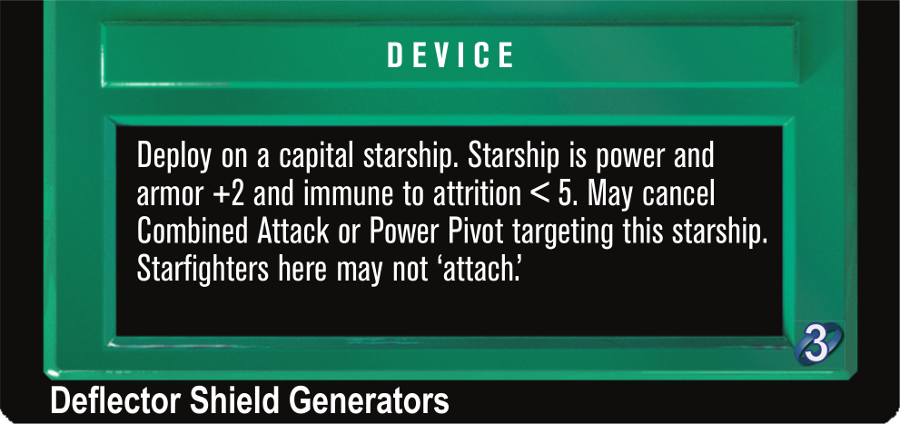 DEVICE
Deploy on a capital starship. Starship is power and
armor +2 and immune to attrition < 5. May cancel
Combined Attack or Power Pivot targeting this starship.
Starfighters here may not ‘attach.’
3
Deflector Shield Generators